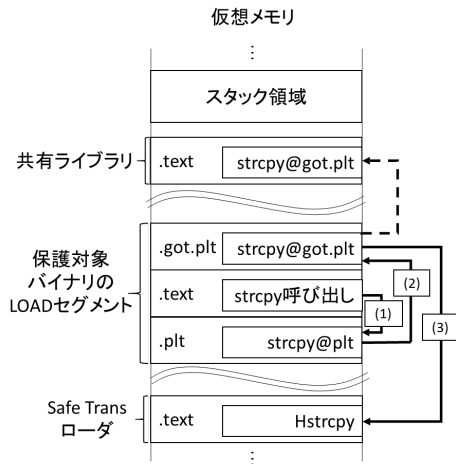 仮想メモリ
⋮
スタック領域
共有ライブラリ
.text
strcpy@got.plt
保護対象
バイナリの
LOADセグメント
.got.plt
strcpy@got.plt
.text
strcpy呼び出し
.plt
strcpy@plt
(1)
(2)
(3)
Safe Trans
ローダ
.text
Hstrcpy
⋮